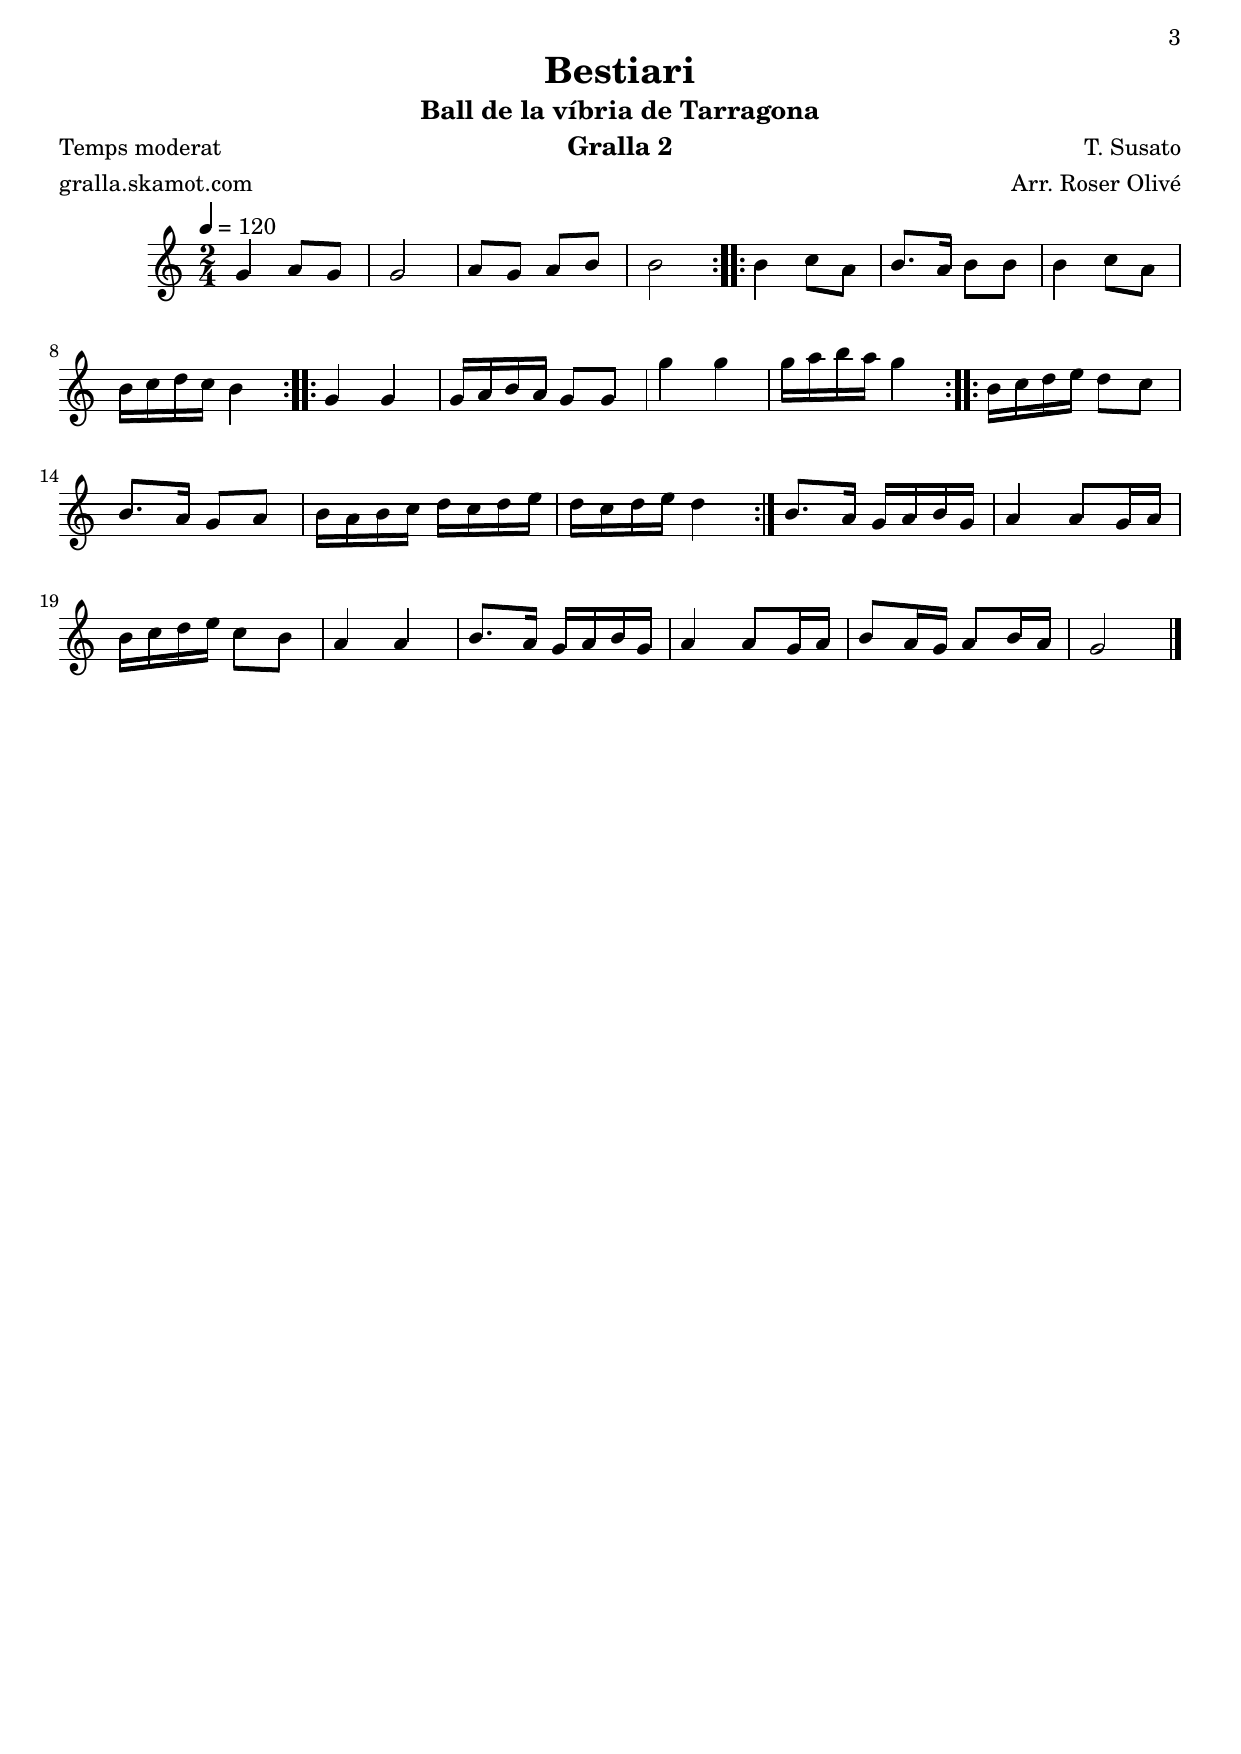 3
Bestiari
Ball de la víbria de Tarragona
Temps moderat Gralla 2 T. Susato
gralla.skamot.com Arr. Roser Olivé
= 120
2
4
8
14
19